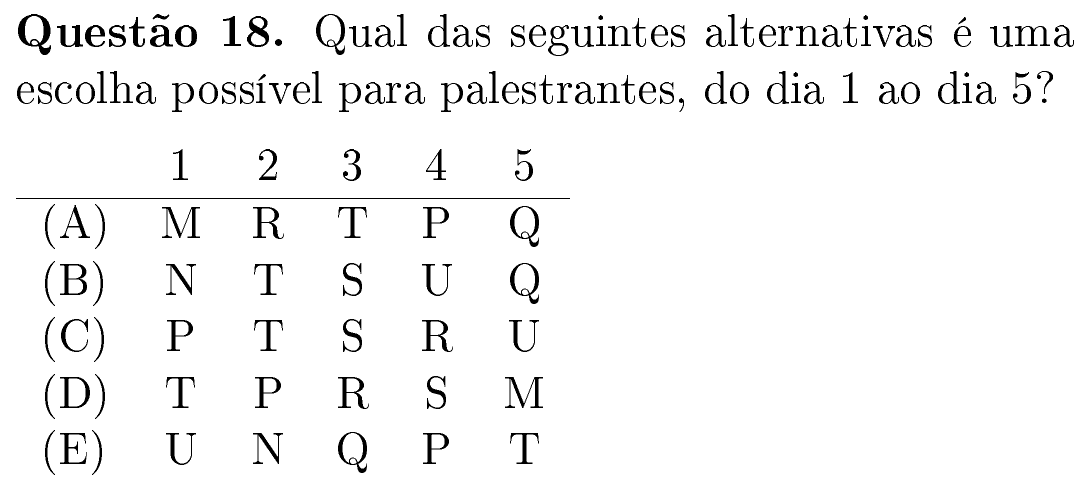 Questão 18. Qual das seguintes alternativas é uma
escolha possível para palestrantes, do dia 1 ao dia 5?
1 2 3 4 5
(A) M R T P Q
(B) N T S U Q
(C) P T S R U
(D) T P R S M
(E) U N Q P T